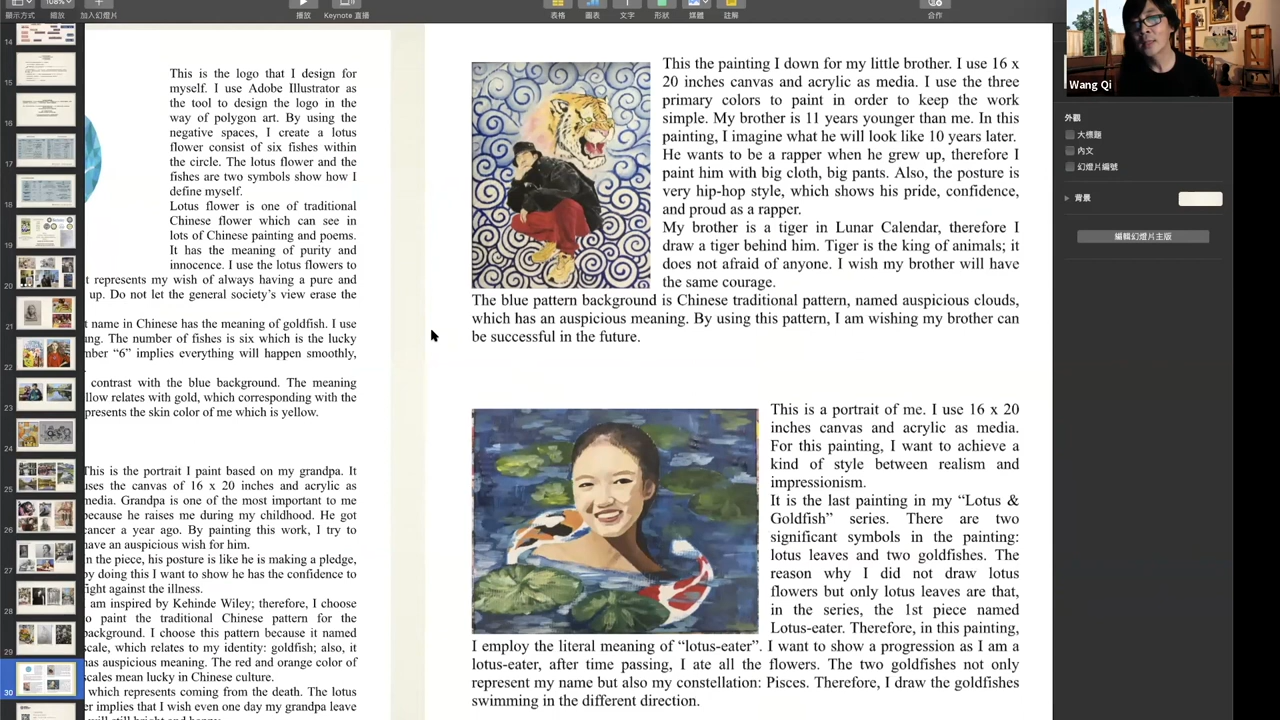 顯示方式
108%
縮放
加入幻燈片
播放
Keynote 直播
表格
圖表
文字
形狀
媒體
註解
合作
14
15
16
17
18
19
20
21
22
23
24
25
26
27
28
29
30
This is the logo that I design for
myself. I use Adobe Illustrator as
the tool to design the logo in the
way of polygon art. By using the
negative spaces, I create a lotus
flower consist of six fishes within
the circle. The lotus flower and the
fishes are two symbols show how I
define myself.
Lotus flower is one of traditional
Chinese flower which can see in
lots of Chinese painting and poems.
It has the meaning of purity and
innocence. I use the lotus flowers to
t represents my wish of always having a pure and
up. Do not let the general society's view erase the
t name in Chinese has the meaning of goldfish. I use
ng. The number of fishes is six which is the lucky
mber “6” implies everything will happen smoothly,
contrast with the blue background. The meaning
llow relates with gold, which corresponding with the
presents the skin color of me which is yellow.
This is the portrait I paint based on my grandpa. It
uses the canvas of 16 x 20 inches and acrylic as
media. Grandpa is one of the most important to me
because he raises me during my childhood. He got
cancer a year ago. By painting this work, I try to
have an auspicious wish for him.
n the piece, his posture is like he is making a pledge,
by doing this I want to show he has the confidence to
fight against the illness.
am inspired by Kehinde Wiley; therefore, I choose
o paint the traditional Chinese pattern for the
background. I choose this pattern because it named
scale, which relates to my identity: goldfish, also, it
has auspicious meaning. The red and orange color of
scales mean lucky in the culture.
which represents coming from the death. The lotus
er implies that I wish even one day my grandpa leave
will still bright and happy.
This the painting I down for my little brother. I use 16 x
20 inches canvas and acrylic as media. I use the three
primary colors to paint in order to keep the work
simple. My brother is 11 years younger than me. In this
painting, I imagine what he will look like 10 years later.
He wants to be a rapper when he grew up, therefore I
paint him with big cloth, big pants. Also, the posture is
very hip-hop style, which shows his pride, confidence,
and proud as a rapper.
My brother is a tiger in Lunar Calendar, therefore I
draw a tiger behind him. Tiger is the king of animals; it
does not afraid of anyone. I wish my brother will have
the same courage.
The blue pattern background is Chinese traditional pattern, named auspicious clouds,
which has an auspicious meaning. By using this pattern, I am wishing my brother can
be successful in the future.
This is a portrait of me. I use 16 x 20
inches canvas and acrylic as media.
For this painting, I want to achieve a
kind of style between realism and
impressionism.
It is the last painting in my “Lotus &
Goldfish” series. There are two
significant symbols in the painting:
lotus leaves and two goldfishes. The
reason why I did not draw lotus
flowers but only lotus leaves are that,
in the series, the 1st piece named
Lotus-eater. Therefore, in this painting,
I employ the literal meaning of “lotus-eater”. I want to show a progression as I am a
lotus-eater, after time passing, I ate all the flowers. The two goldfishes not only
present my name but also my constellation: Pisces. Therefore, I draw the goldfishes
swimming in the different direction.
Wang Qi
外觀
大標題
內文
幻燈片編號
背景
編輯幻燈片主版